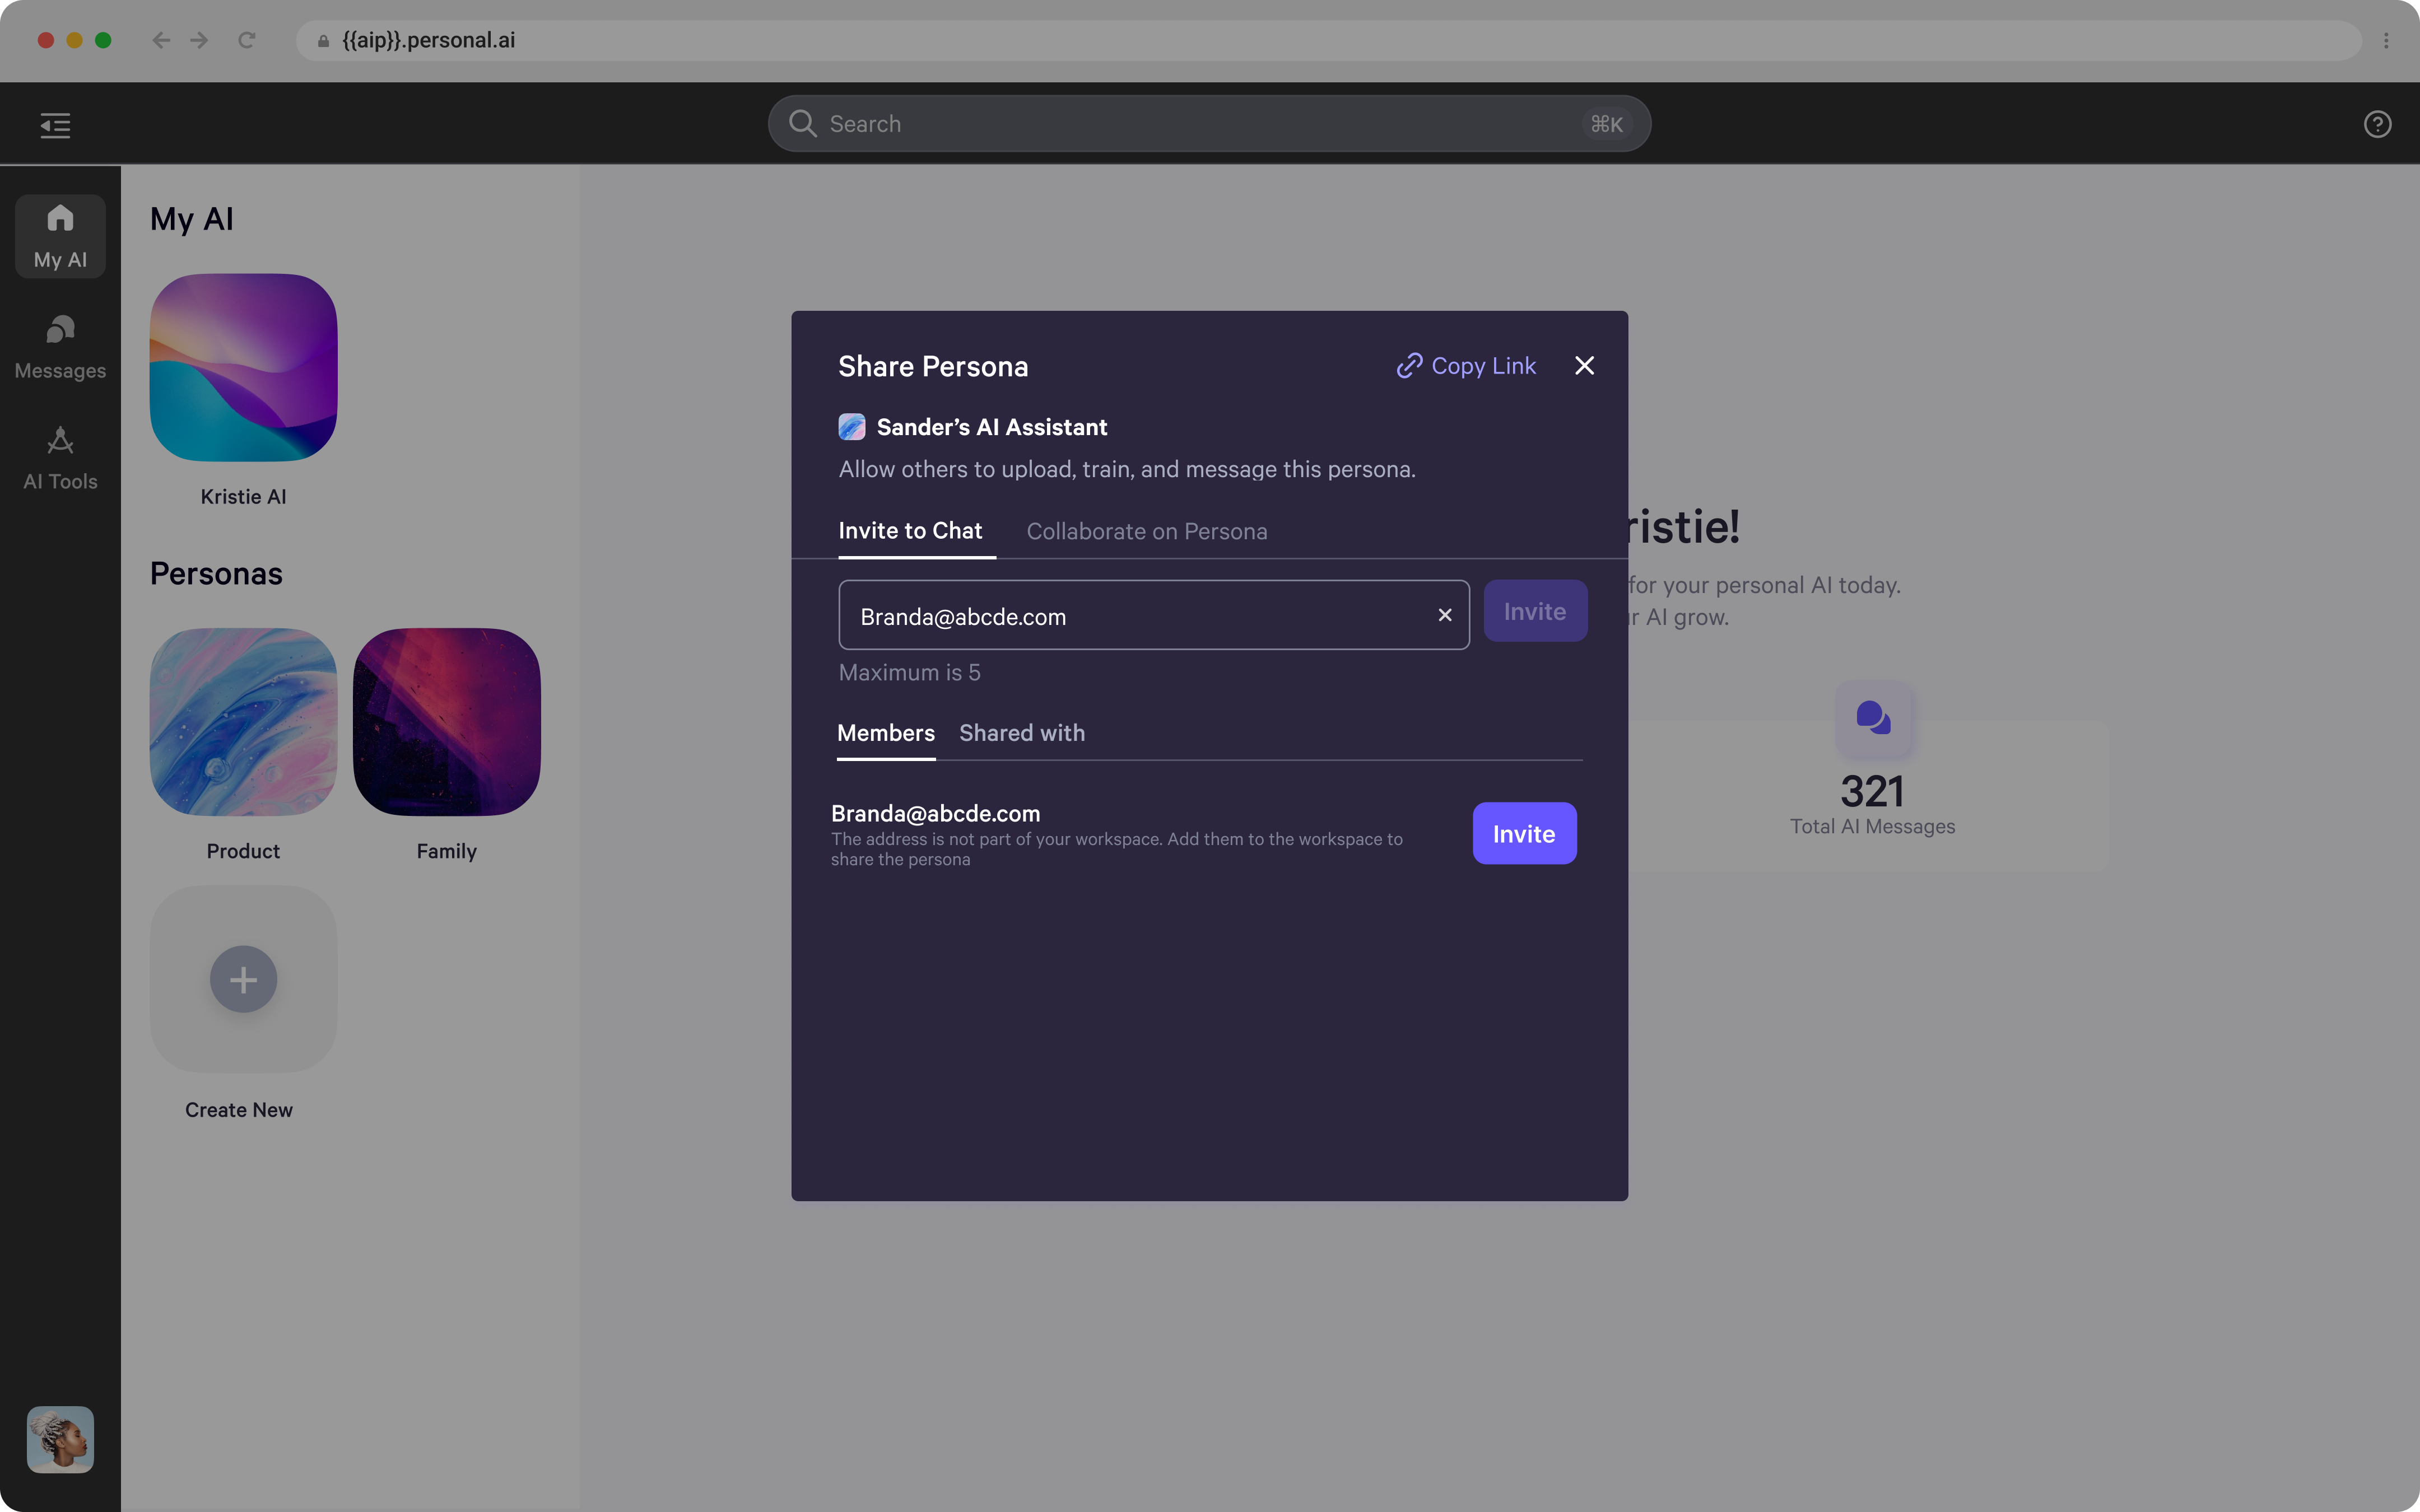 {{aip}}.personal.ai
Search
⌘K
My AI
Messages
AI Tools
My AI
Kristie AI
Personas
Product
Family
Create New
Share Persona
Copy Link
Sander’s AI Assistant
Allow others to upload, train, and message this persona.
Invite to Chat
Collaborate on Persona
Branda@abcde.com
Invite
Maximum is 5
Members
Shared with
Branda@abcde.com
The address is not part of your workspace. Add them to the workspace to
share the persona
Invite
ristie!
for your personal AI today.
r AI grow.
321
Total AI Messages